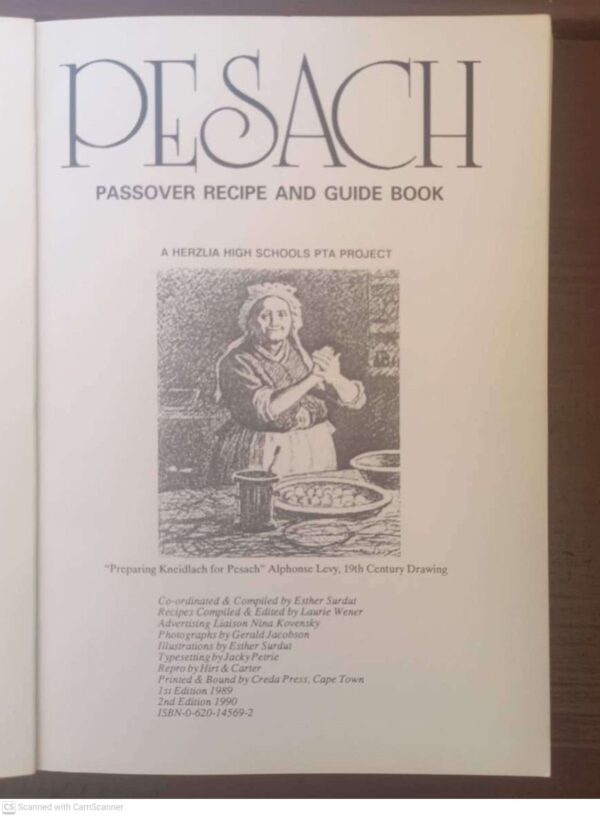 PESACH
PASSOVER RECIPE AND GUIDE BOOK
A HERZLIA HIGH SCHOOLS PTA PROJECT
"Preparing Kneidlach for Pesach" Alphonse Levy, 19th Century Drawing
Co-ordinated & Compiled by Esther Surdut
Recipes Compiled & Edited by Laurie Wener
Advertising Liaison Nina Kovensky
Photographs by Gerald Jacobson
Illustrations by Esther Surdut
Typesetting by Jacky Petrie
Repro by Hirt & Carter
Printed & Bound by Creda Press, Cape Town
1st Edition 1989
2nd Edition 1990
ISBN-0-620-14569-2
CS Scanned with CamScanner